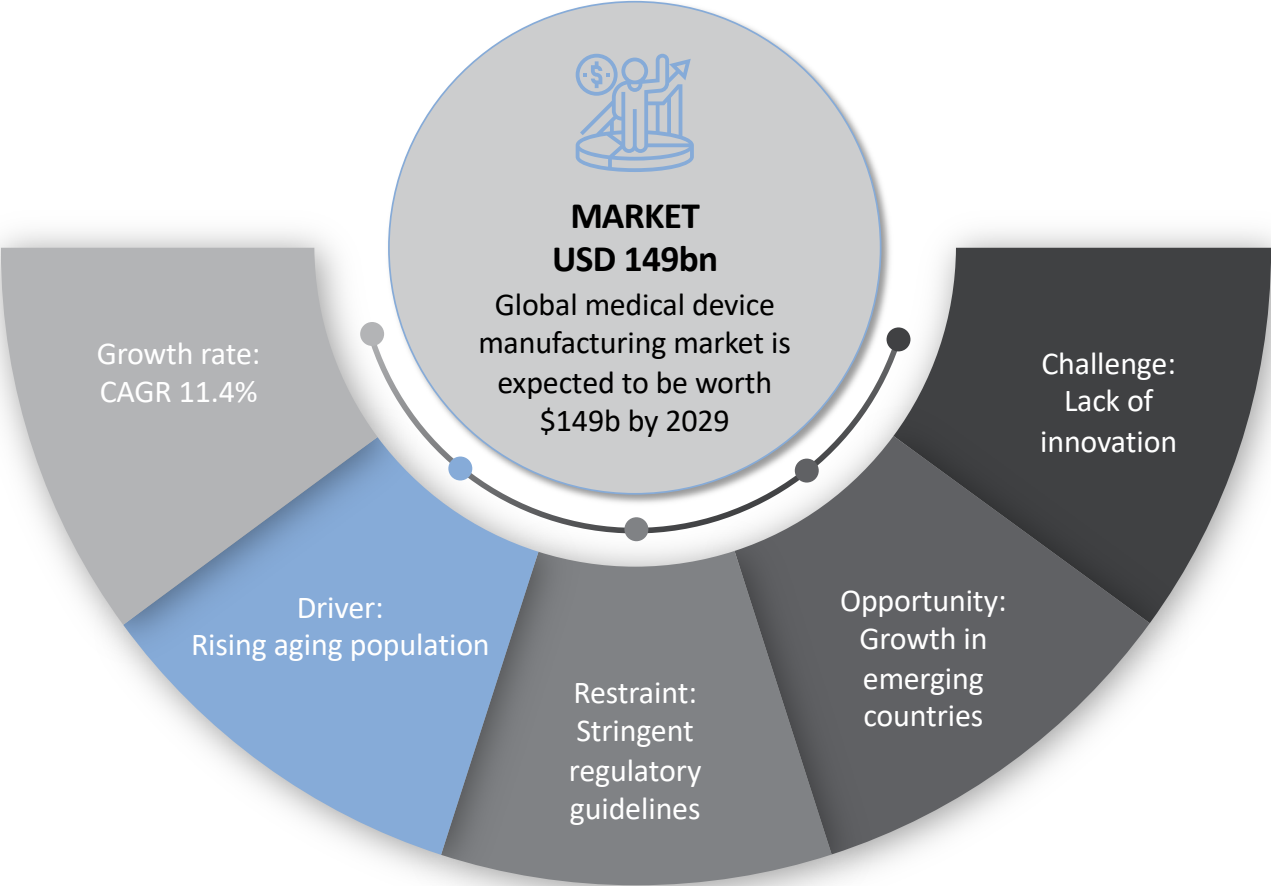 $
MARKET
USD 149bn
Global medical device
manufacturing market is
expected to be worth
$149b by 2029
Growth rate:
CAGR 11.4%
Driver:
Rising aging population
Restraint:
Stringent
regulatory
guidelines
Opportunity:
Growth in
emerging
countries
Challenge:
Lack of
innovation